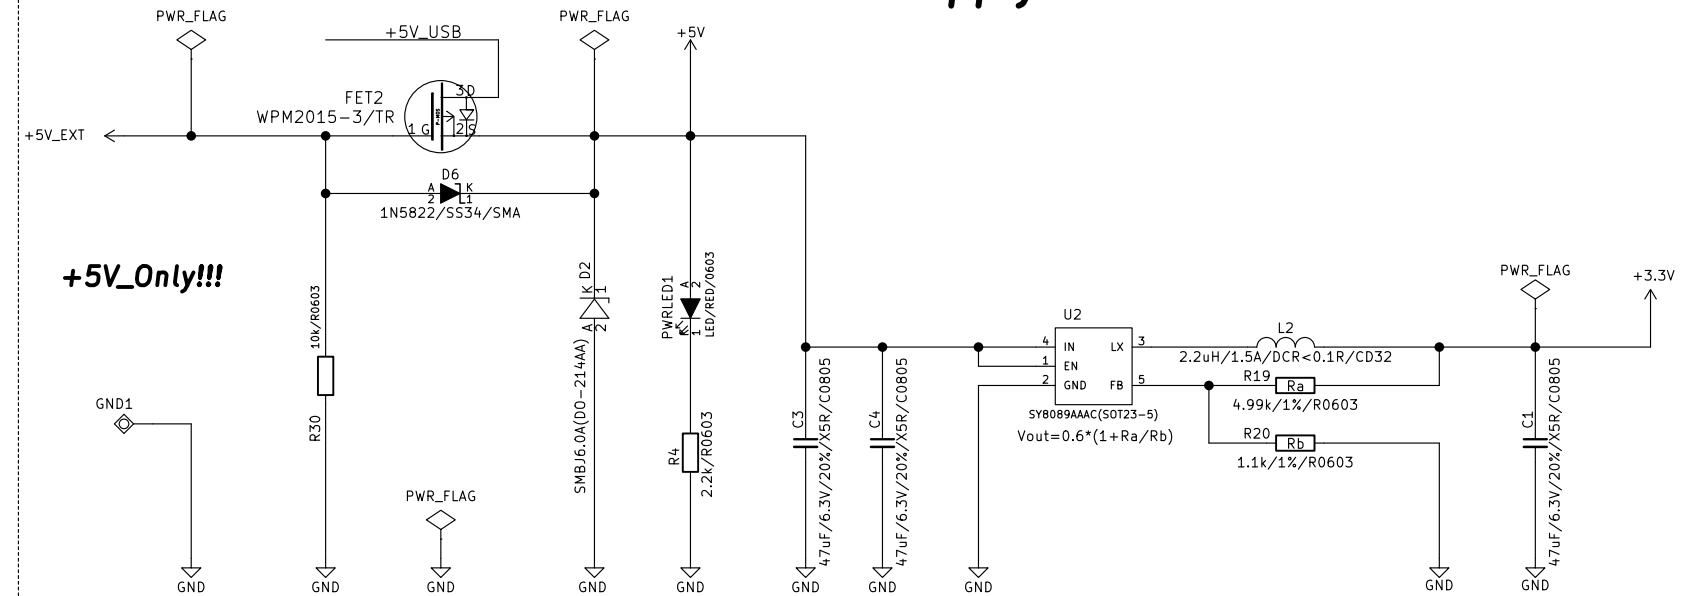 PWR_FLAG
+5V_USB
PWR_FLAG
+5V
FET2
WPM2015-3/TR
3
D
P-MOS
1
G
2
S
+5V_EXT
D6
A
K
2
1
1N5822/SS34/SMA
+5V_Only!!!
10k/R0603
R30
D2
K
1
A
2
SMBJ6.0A(DO-214AA)
PWRLED1
A
2
K
1
LED/RED/0603
R4
2.2k/R0603
GND1
PWR_FLAG
C3
47uF/6.3V/20%/X5R/C0805
C4
47uF/6.3V/20%/X5R/C0805
U2
4
IN
LX
3
1
EN
2
GND
FB
5
SY8089AAAC(SOT23-5)
Vout=0.6*(1+Ra/Rb)
L2
2.2uH/1.5A/DCR<0.1R/CD32
R19
Ra
4.99k/1%/R0603
R20
Rb
1.1k/1%/R0603
PWR_FLAG
+3.3V
C1
47uF/6.3V/20%/X5R/C0805
GND
GND
GND
GND
GND
GND
GND
GND
GND
GND